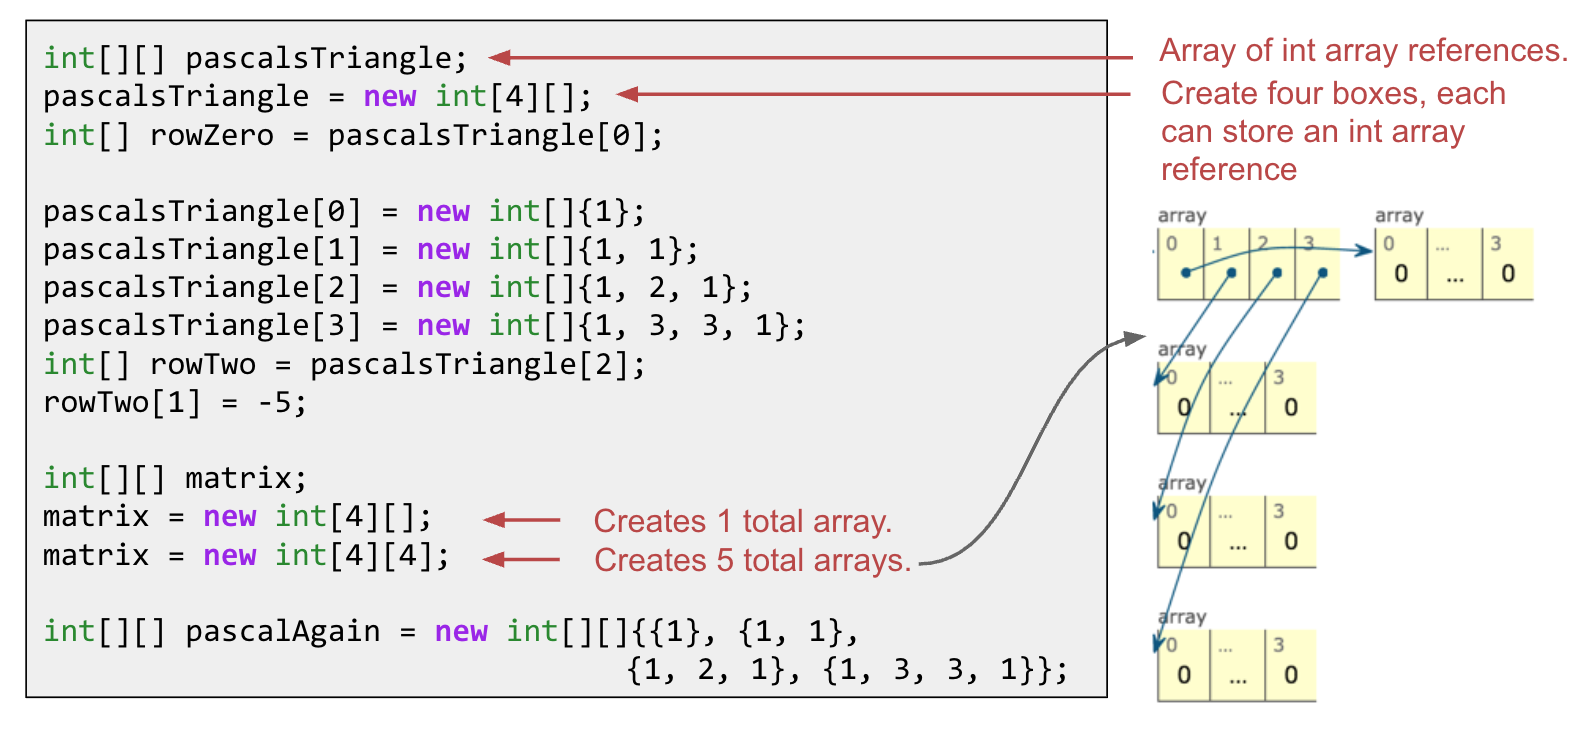 int[][] pascalsTriangle;
Array of int array references.
pascalsTriangle = new int[4][];
Create four boxes, each
can store an int array
reference
int[] rowZero = pascalsTriangle[0];
pascalsTriangle[0] = new int[]{1};
pascalsTriangle[1] = new int[]{1, 1};
pascalsTriangle[2] = new int[]{1, 2, 1};
pascalsTriangle[3] = new int[]{1, 3, 3, 1};
int[] rowTwo = pascalsTriangle[2];
rowTwo[1] = -5;
int[][] matrix;
matrix = new int[4][];
Creates 1 total array.
matrix = new int[4][4];
Creates 5 total arrays.
int[][] pascalAgain = new int[][]{{1}, {1, 1},
{1, 2, 1}, {1, 3, 3, 1}};
array
0 1 2 3
array
0 ... 3
0 ... 0
array
0 ... 3
0 ... 0
array
0 ... 3
0 ... 0
array
0 ... 3
0 ... 0